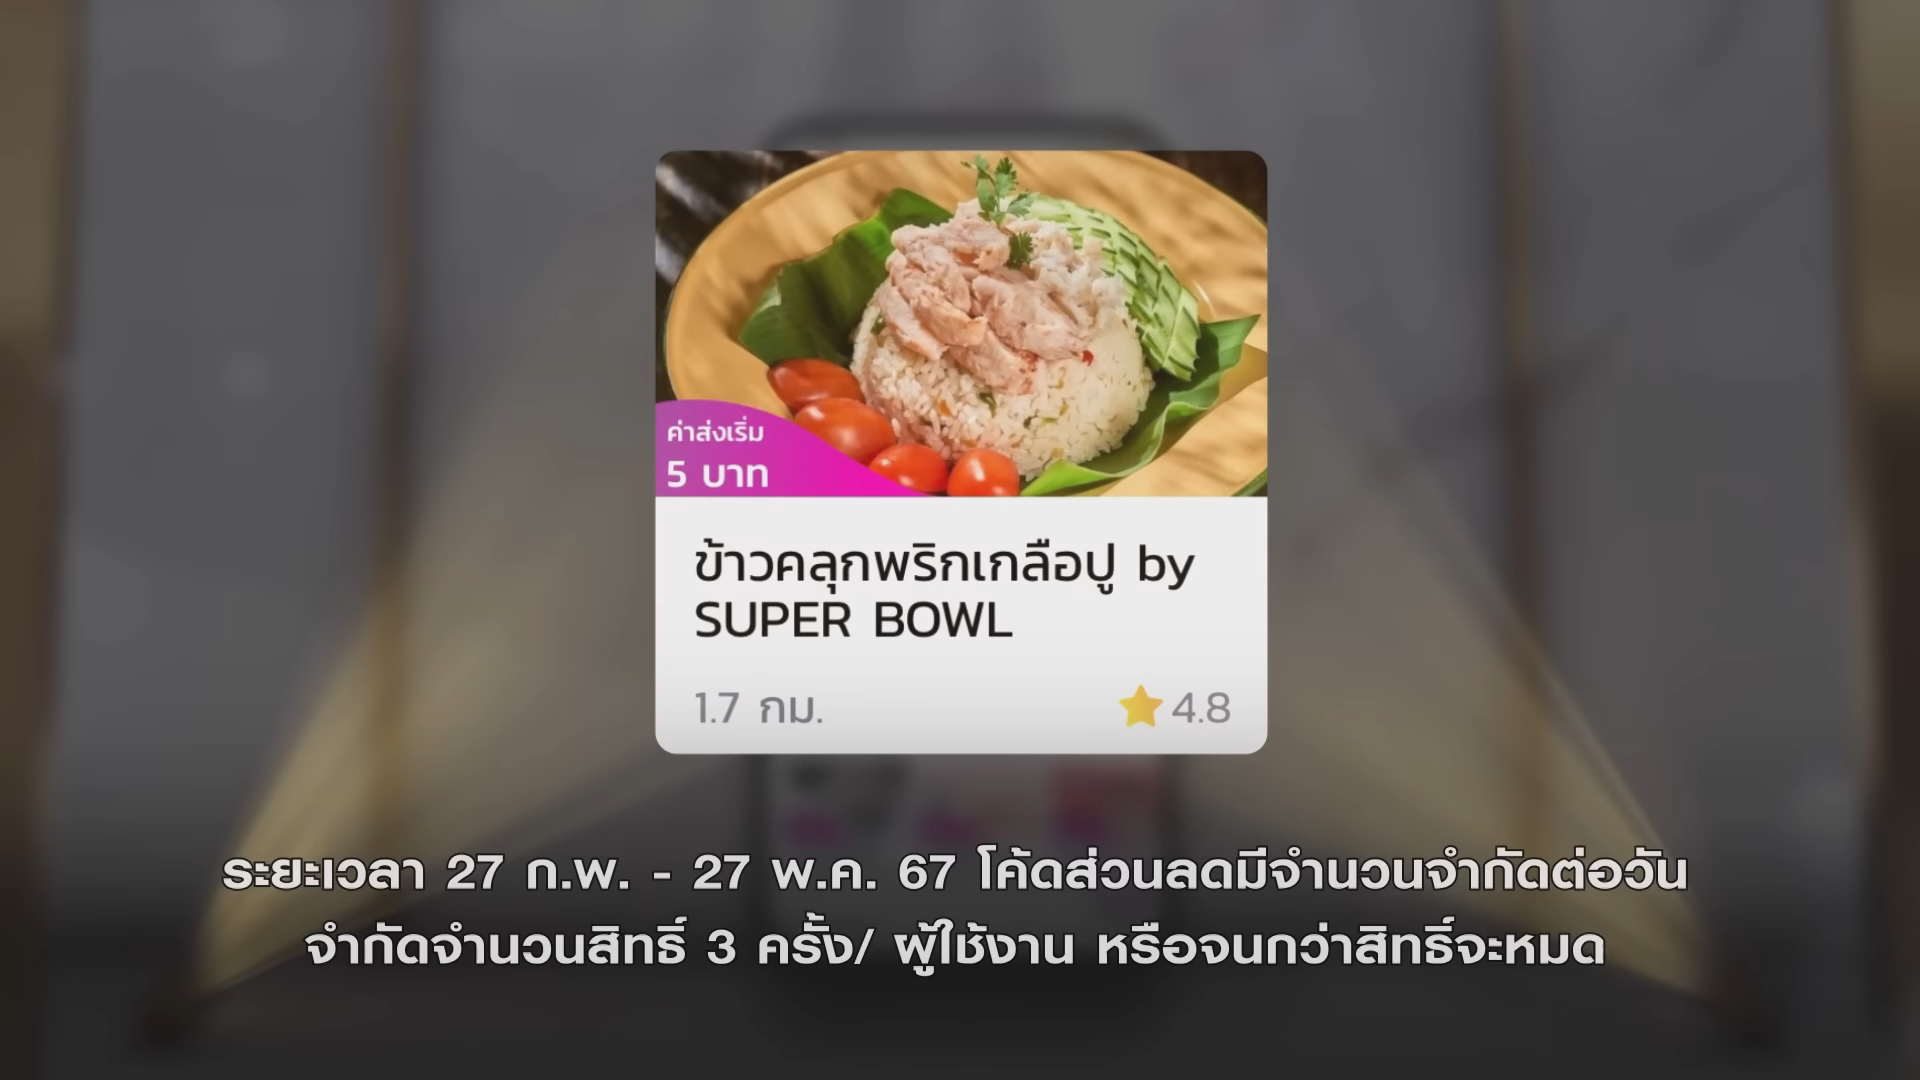 ค่าส่งเริ่ม
5 บาท
ข้าวคลุกพริกเกลือปู by
SUPER BOWL
1.7 กม.
4.8
ระยะเวลา 27 ก.พ. - 27 พ.ค. 67 โค้ดส่วนลดมีจำนวนจำกัดต่อวัน
จำกัดจำนวนสิทธิ์ 3 ครั้ง/ ผู้ใช้งาน หรือจนกว่าสิทธิ์จะหมด